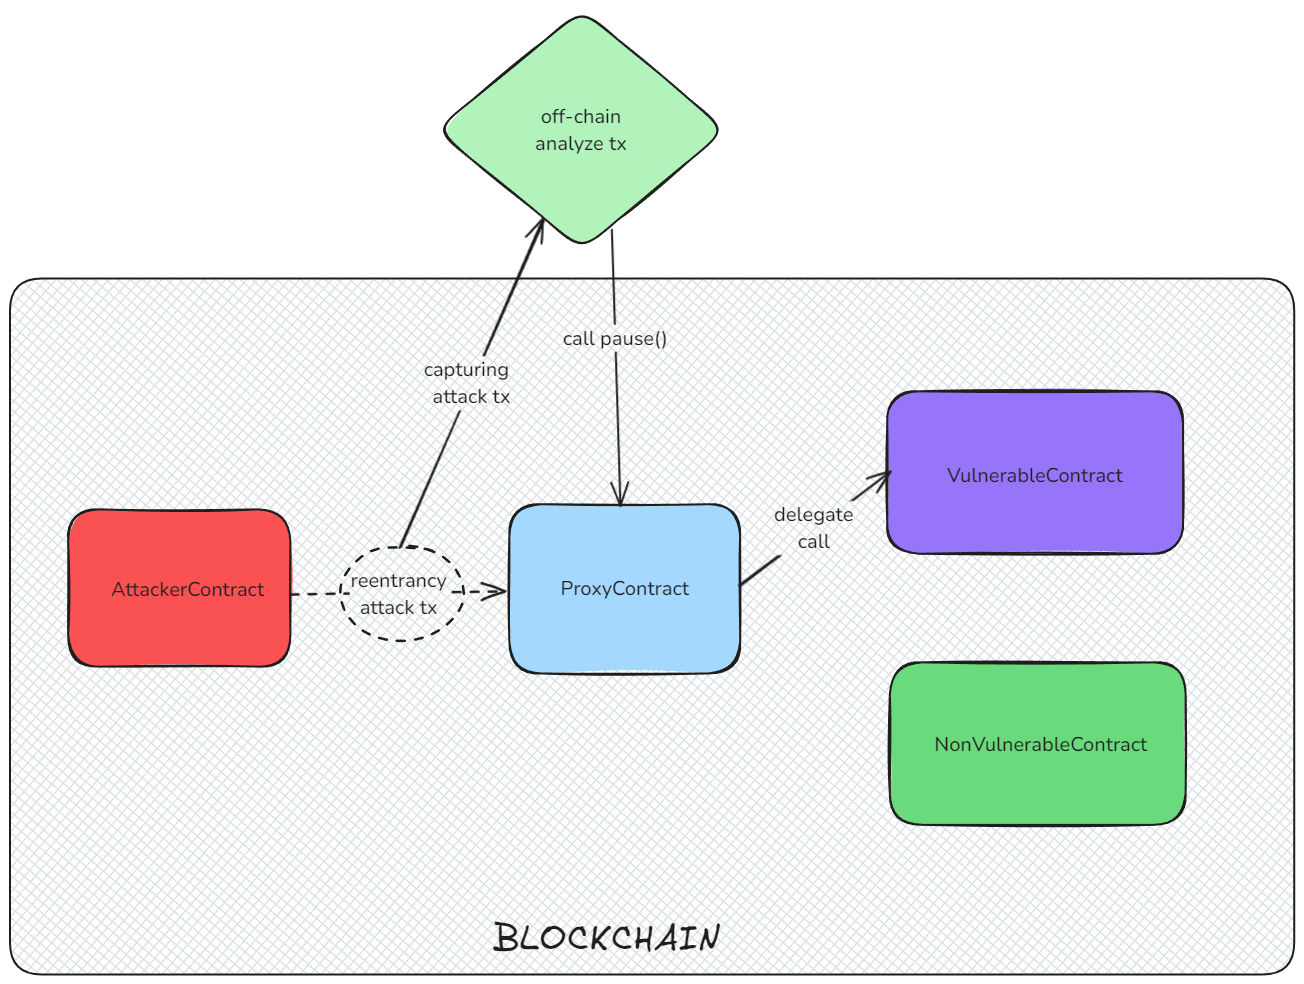 off-chain
analyze tx
call pause()
capturing
attack tx
VulnerableContract
delegate
call
AttackerContract
reentrancy
attack tx
ProxyContract
NonVulnerableContract
BLOCKCHAIN